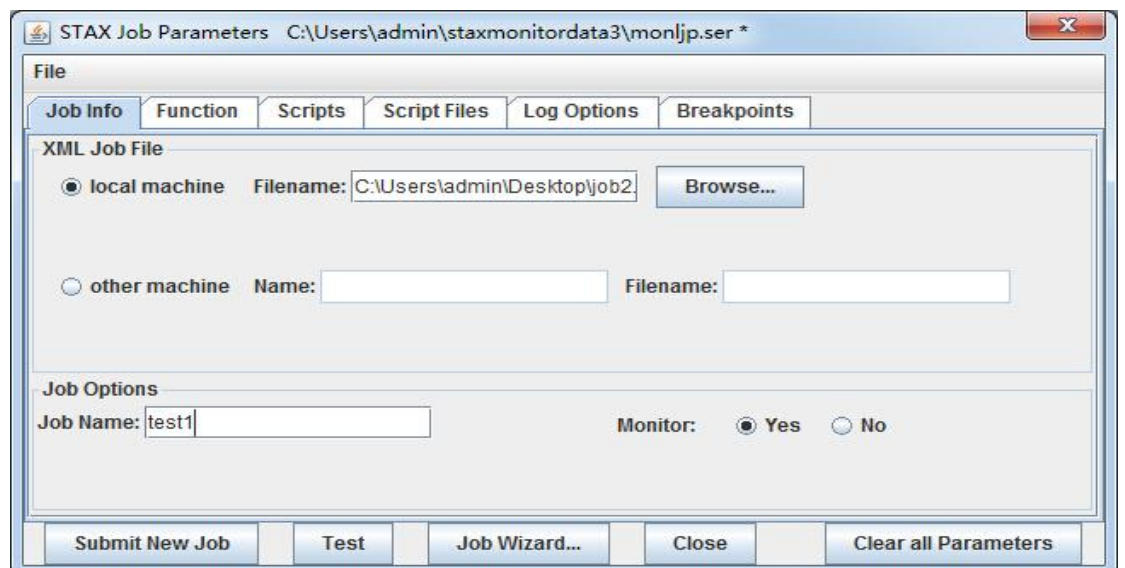 STAX Job Parameters C:\Users\admin\staxmonitordata3\monljp.ser *
File
Job Info Function Scripts Script Files Log Options Breakpoints
XML Job File
local machine Filename: C:\Users\admin\Desktop\job2. Browse...
other machine Name: Filename:
Job Options
Job Name: test1 Monitor: Yes No
Submit New Job Test Job Wizard... Close Clear all Parameters